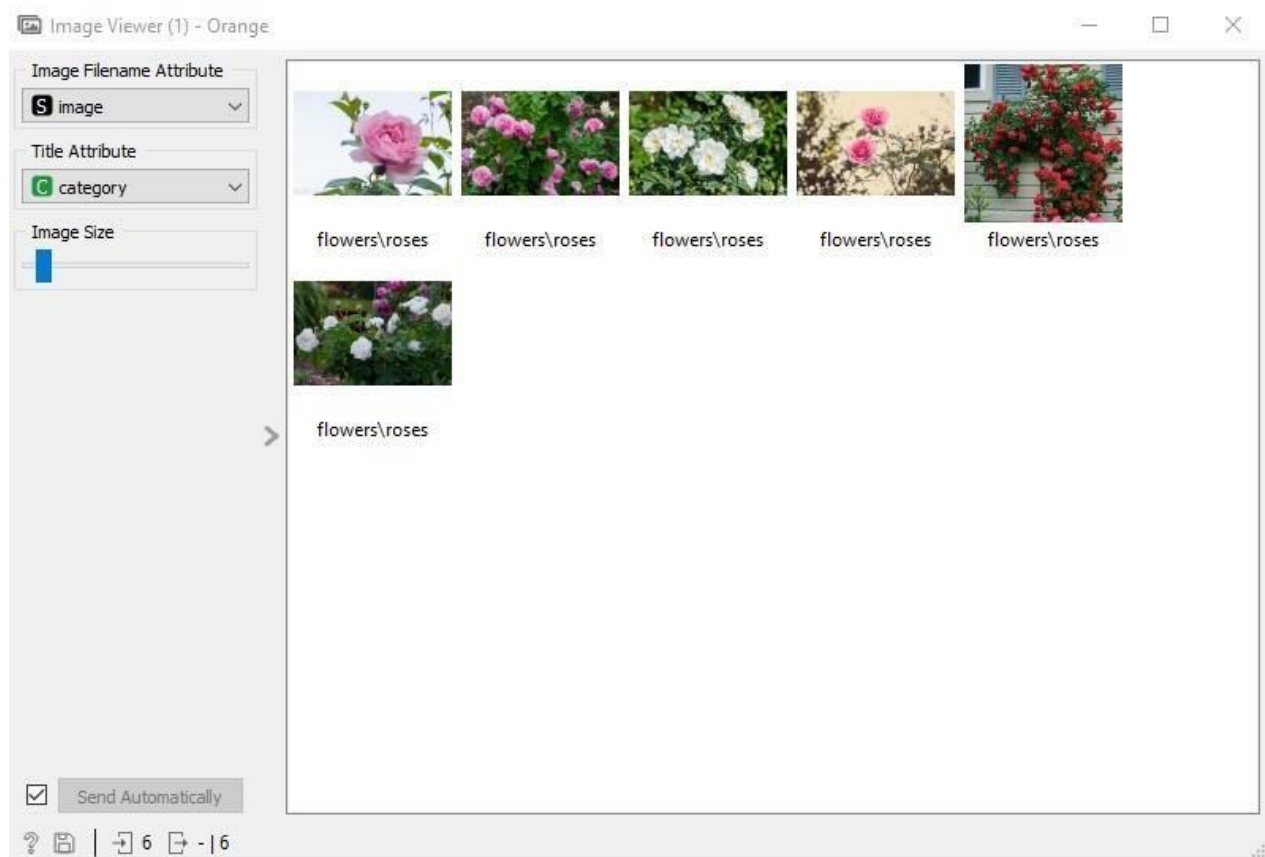 Image Viewer (1) - Orange
Image Filename Attribute
S image
Title Attribute
C category
Image Size
flowers\roses flowers\roses flowers\roses flowers\roses flowers\roses
flowers\roses
Send Automatically
? 6 - | 6